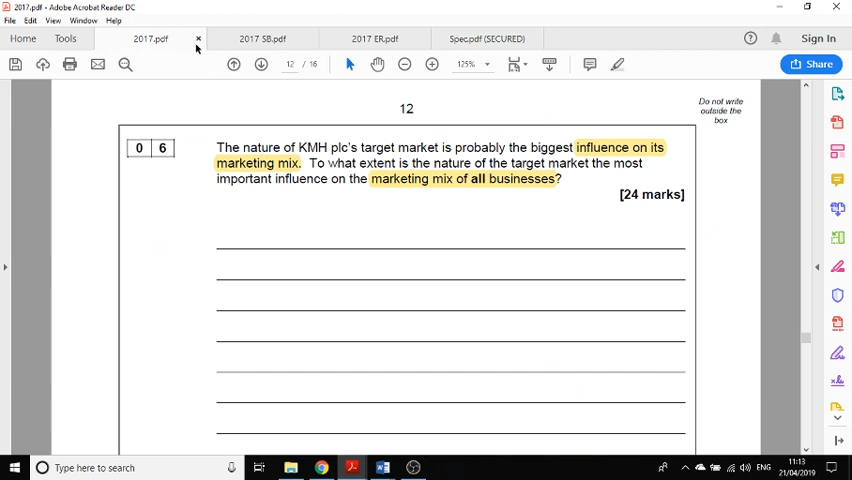 2017.pdf - Adobe Acrobat Reader DC
File Edit View Window Help
Home Tools 2017.pdf × 2017 SB.pdf 2017 ER.pdf Spec.pdf (SECURED) Sign In
12 / 16 125% Share
12
Do not write
outside the
box
0 6
The nature of KMH plc's target market is probably the biggest influence on its
marketing mix. To what extent is the nature of the target market the most
important influence on the marketing mix of all businesses?
[24 marks]
Type here to search
ENG
11:13
21/04/2019